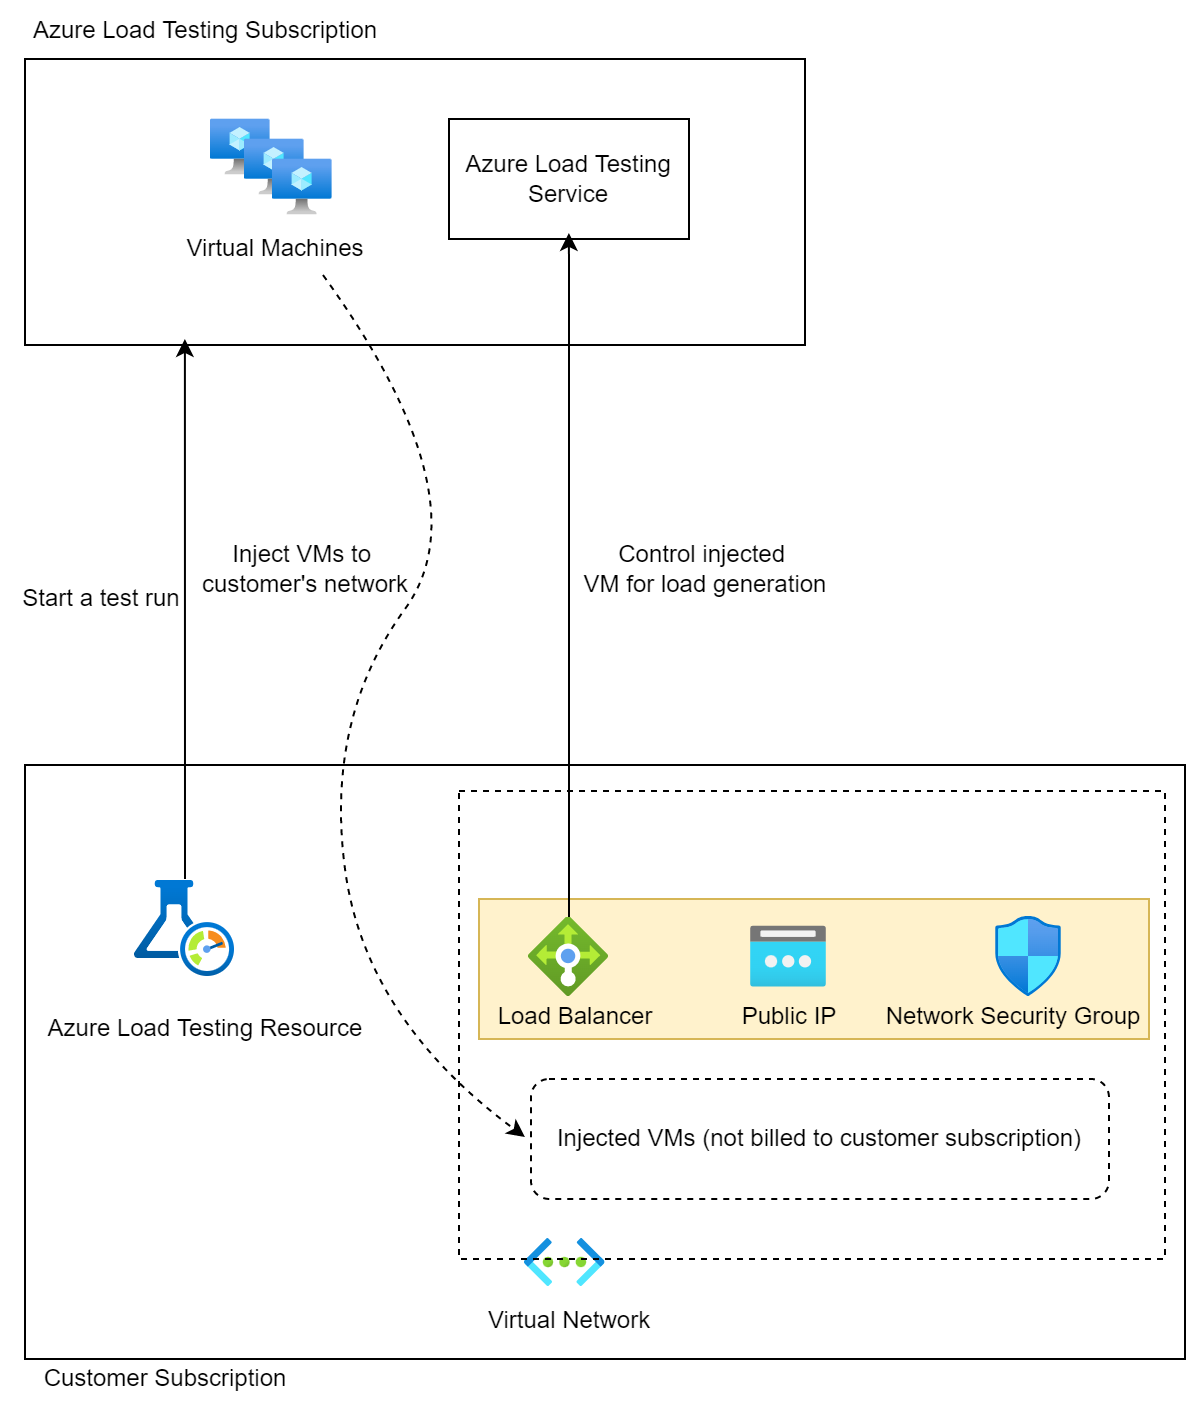 Azure Load Testing Subscription
Azure Load Testing
Service
Virtual Machines
Inject VMs to
customer's network
Control injected
VM for load generation
Start a test run
Load Balancer
Public IP
Network Security Group
Azure Load Testing Resource
Injected VMs (not billed to customer subscription)
Virtual Network
Customer Subscription